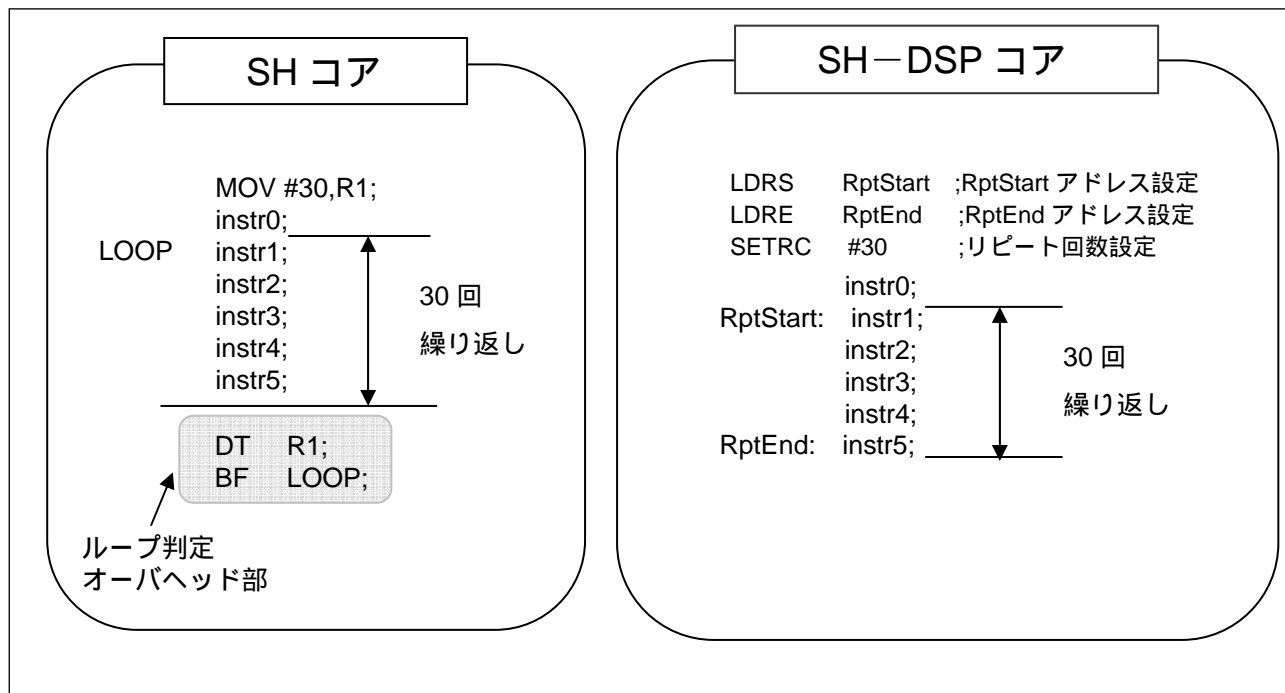 SH コア
MOV #30,R1;
instr0;
LOOP instr1;
instr2;
instr3;
instr4;
instr5;
30 回
繰り返し
DT R1;
BF LOOP;
ループ判定
オーバヘッド部
SH－DSP コア
LDRS RptStart ;RptStart アドレス設定
LDRE RptEnd ;RptEnd アドレス設定
SETRC #30 ;リピート回数設定
instr0;
RptStart: instr1;
instr2;
instr3;
instr4;
RptEnd: instr5;
30 回
繰り返し